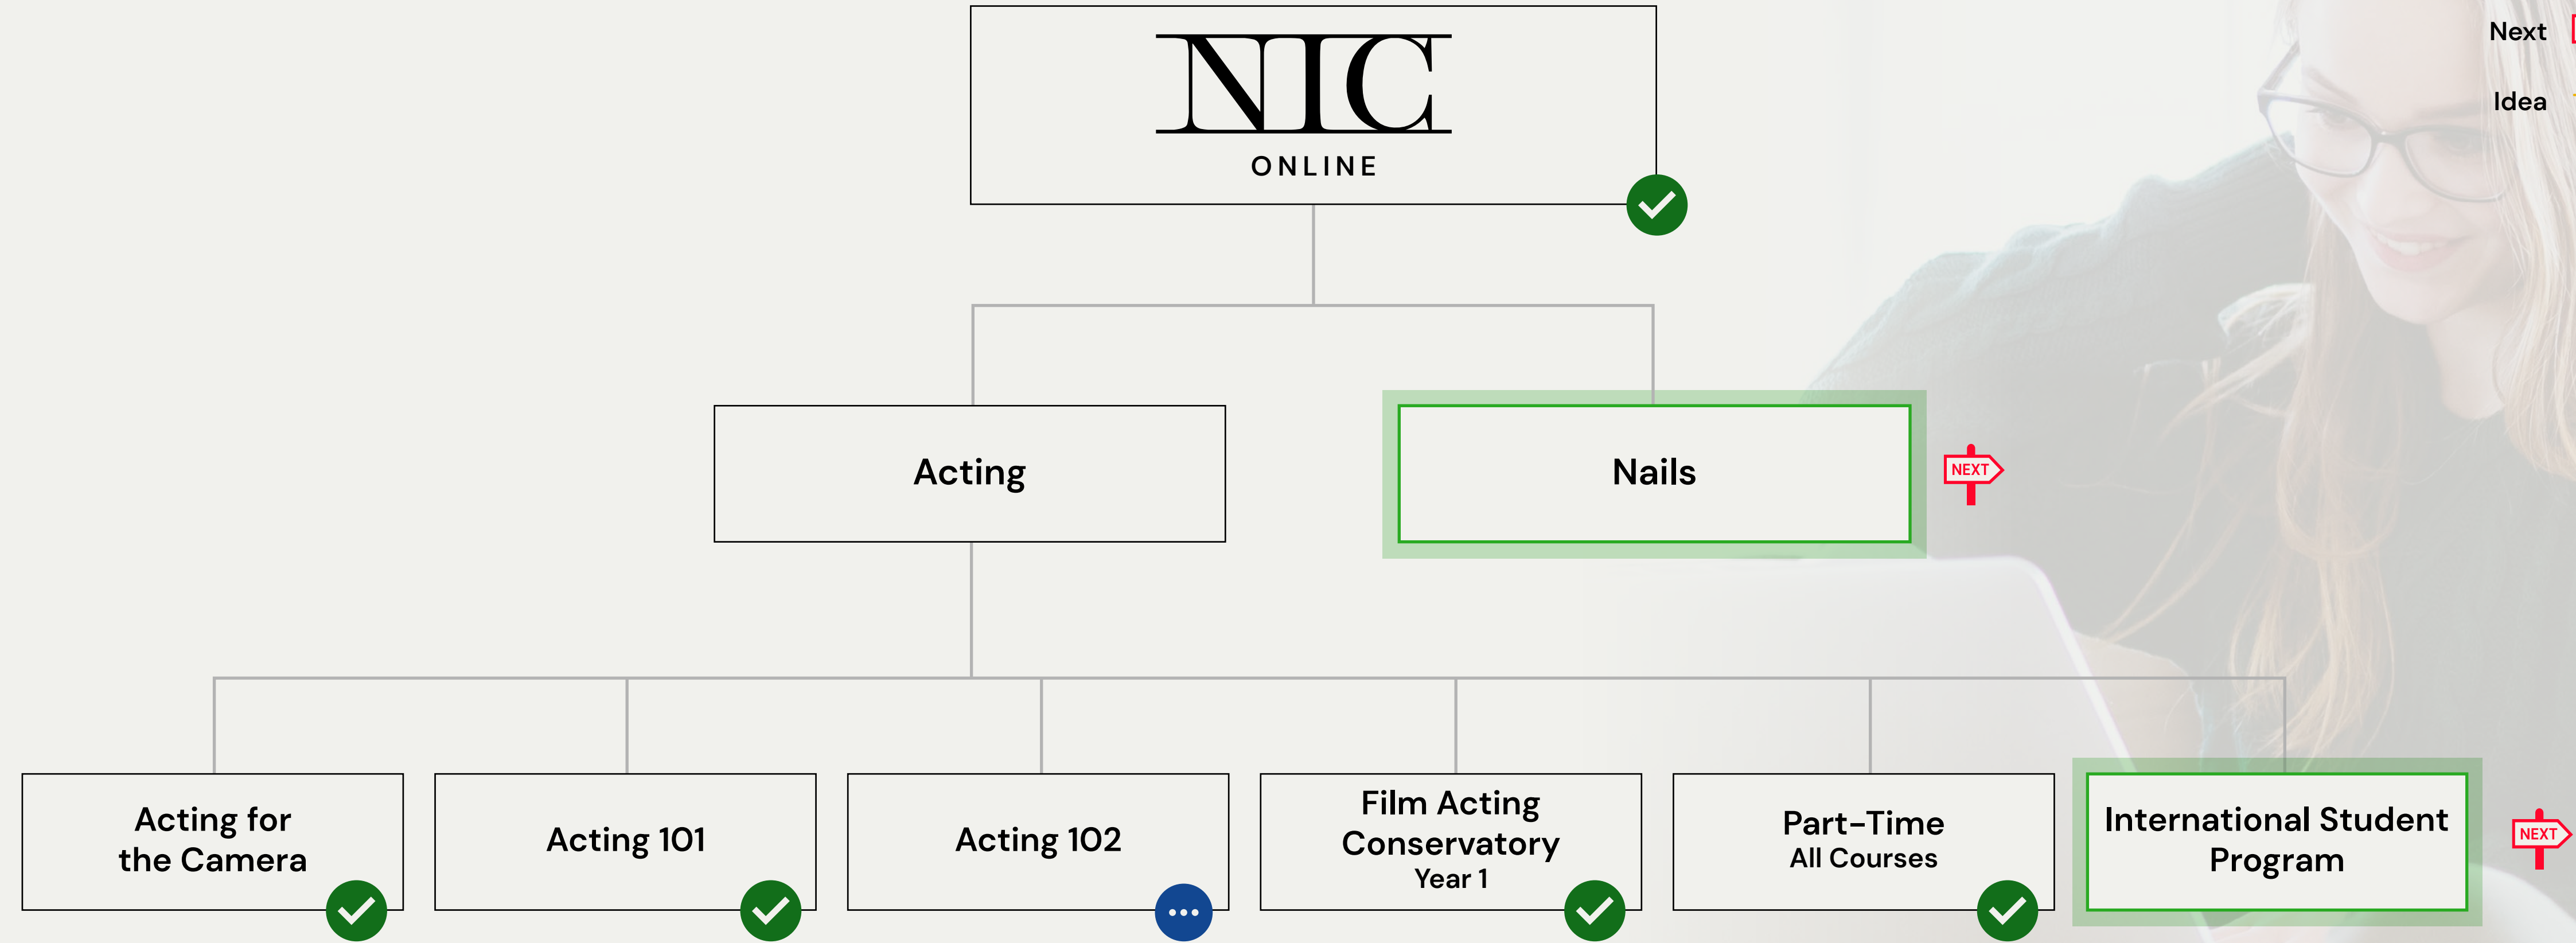 NIC
ONLINE
Next
Idea
Acting
Nails
NEXT
Acting for
the Camera
Acting 101
Acting 102
Film Acting
Conservatory
Year 1
Part-Time
All Courses
International Student
Program
NEXT